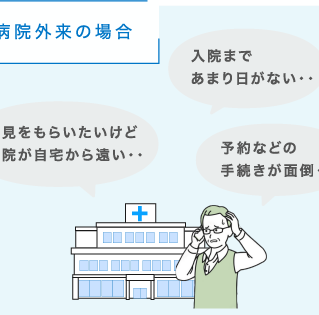 病院外来の場合
入院まで
あまり日がない・・
見をもらいたいけど
院が自宅から遠い・・
予約などの
手続きが面倒・